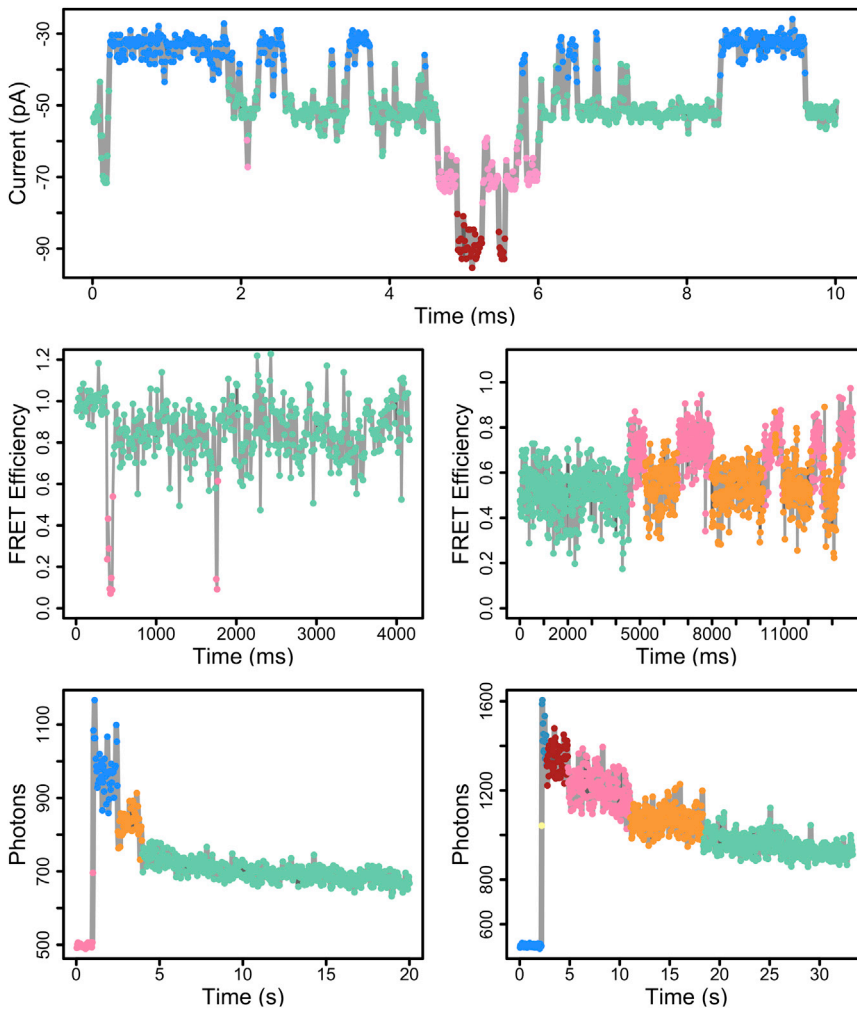 Current (pA)
-30
-50
-70
-90
0 2 4 6 8 10
Time (ms)
FRET Efficiency
1.2
1.0
0.8
0.6
0.4
0.2
0.0
0 1000 2000 3000 4000
Time (ms)
FRET Efficiency
1.0
0.8
0.6
0.4
0.2
0.0
0 2000 5000 8000 11000
Time (ms)
Photons
1100
900
700
500
0 5 10 15 20
Time (s)
Photons
1600
1200
800
600
0 5 10 15 20 25 30
Time (s)